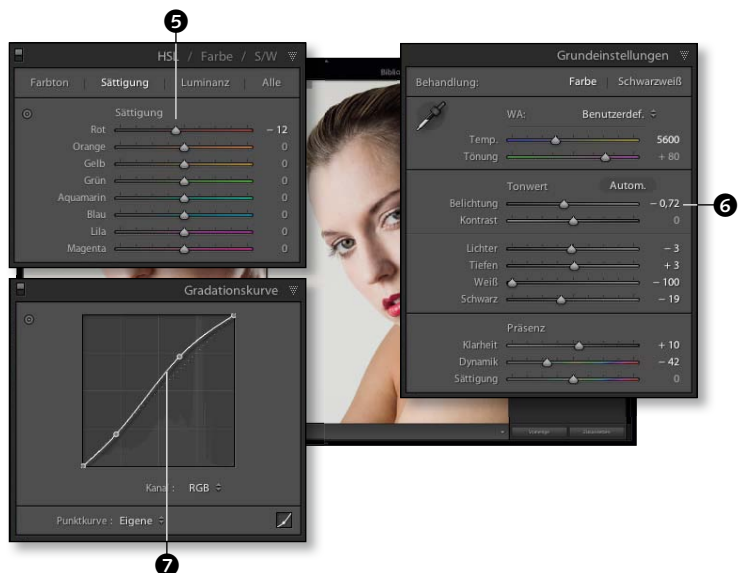 5
HSL / Farbe / S/W
Farbton | Sättigung | Luminanz | Alle
Sättigung
Rot − 12
Orange 0
Gelb 0
Grün 0
Aquamarin 0
Blau 0
Lila 0
Magenta 0
Gradationskurve
Kanal : RGB
Punktkurve : Eigene
7
Grundeinstellungen
Behandlung: Farbe | Schwarzweiß
WA: Benutzerdef.
Temp. 5600
Tönung + 80
Tonwert Autom.
Belichtung − 0,72
6
Kontrast 0
Lichter − 3
Tiefen + 3
Weiß − 100
Schwarz − 19
Präsenz
Klarheit + 10
Dynamik − 42
Sättigung 0